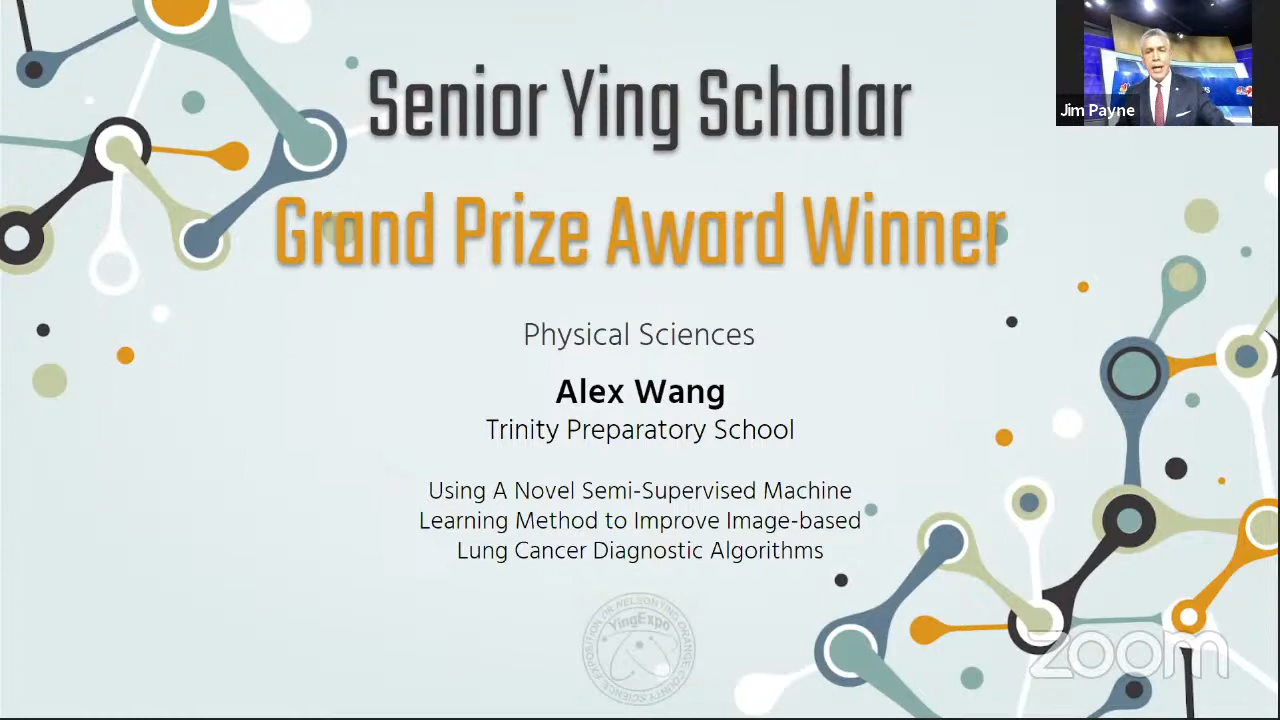 Senior Ying Scholar
Grand Prize Award Winner
Physical Sciences
Alex Wang
Trinity Preparatory School
Using A Novel Semi-Supervised Machine
Learning Method to Improve Image-based
Lung Cancer Diagnostic Algorithms
YingExpo
Jim Payne
zoom